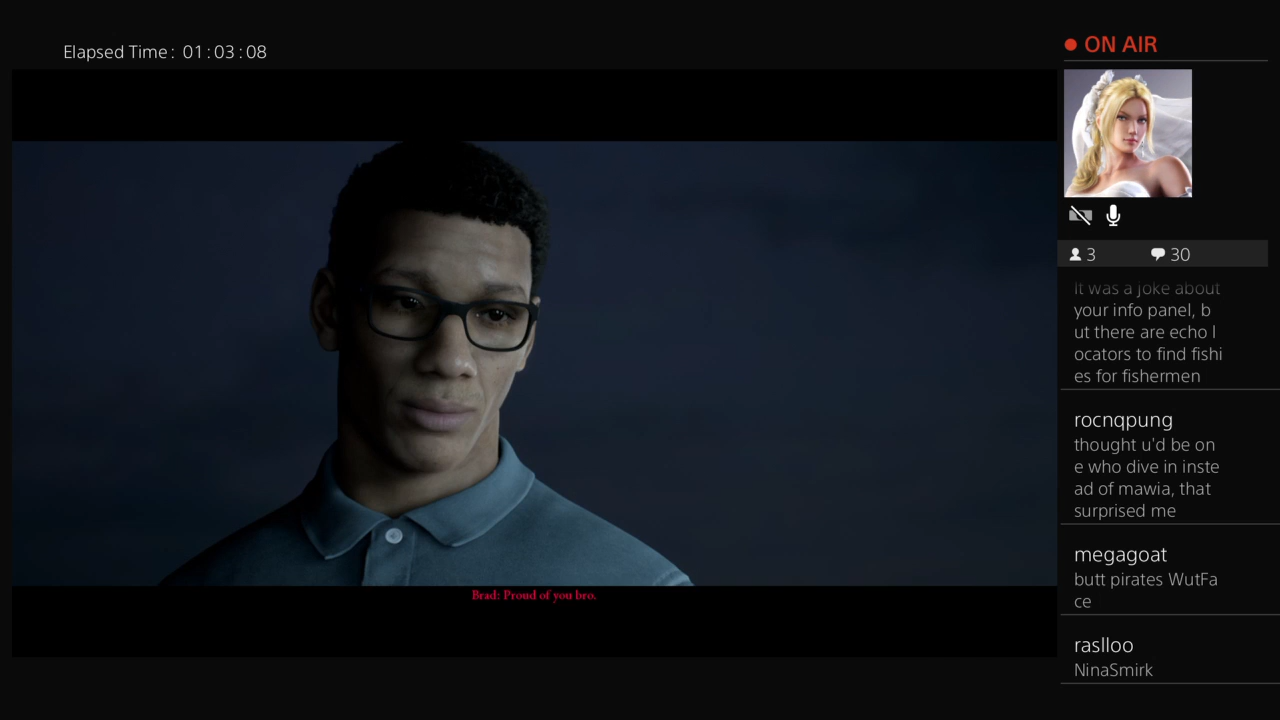 Elapsed Time: 01:03:08
ON AIR
3
30
It was a joke about
your info panel, b
ut there are echo l
ocators to find fishi
es for fishermen
rocnqpung
thought u'd be on
e who dive in inste
ad of mawia, that
surprised me
megagoat
butt pirates WutFa
ce
raslloo
NinaSmirk
Brad: Proud of you bro.